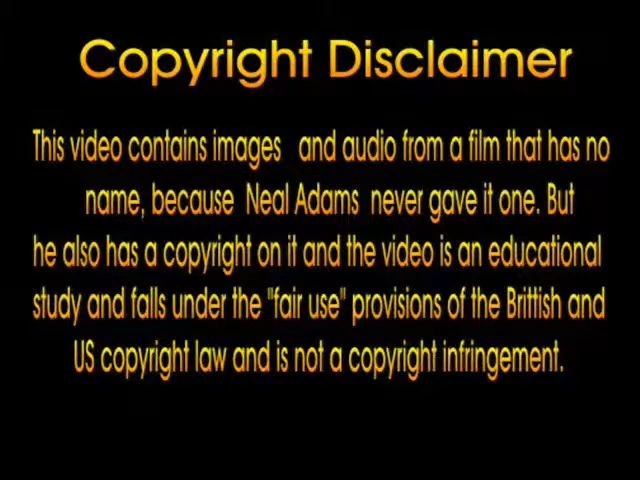 Copyright Disclaimer
This video contains images and audio from a film that has no
name, because Neal Adams never gave it one. But
he also has a copyright on it and the video is an educational
study and falls under the "fair use" provisions of the Brittish and
US copyright law and is not a copyright infringement.